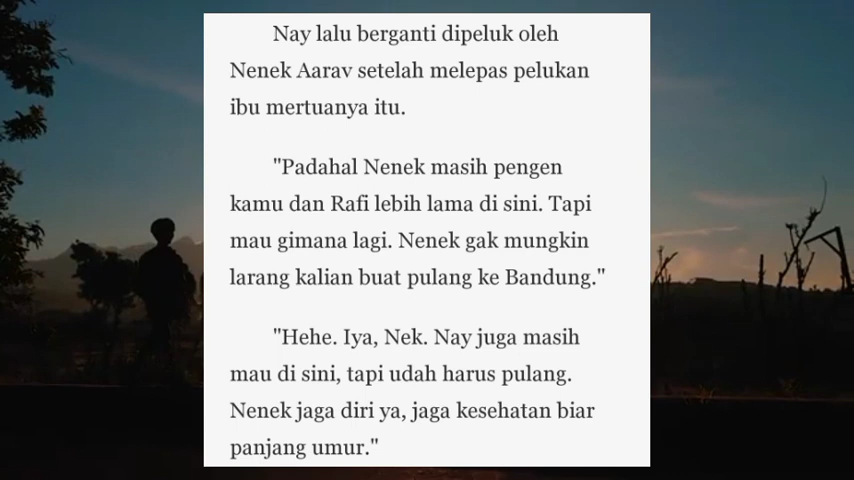 Nay lalu berganti dipeluk oleh
Nenek Aarav setelah melepas pelukan
ibu mertuanya itu.
"Padahal Nenek masih pengen
kamu dan Rafi lebih lama di sini. Tapi
mau gimana lagi. Nenek gak mungkin
larang kalian buat pulang ke Bandung."
"Hehe. Iya, Nek. Nay juga masih
mau di sini, tapi udah harus pulang.
Nenek jaga diri ya, jaga kesehatan biar
panjang umur."